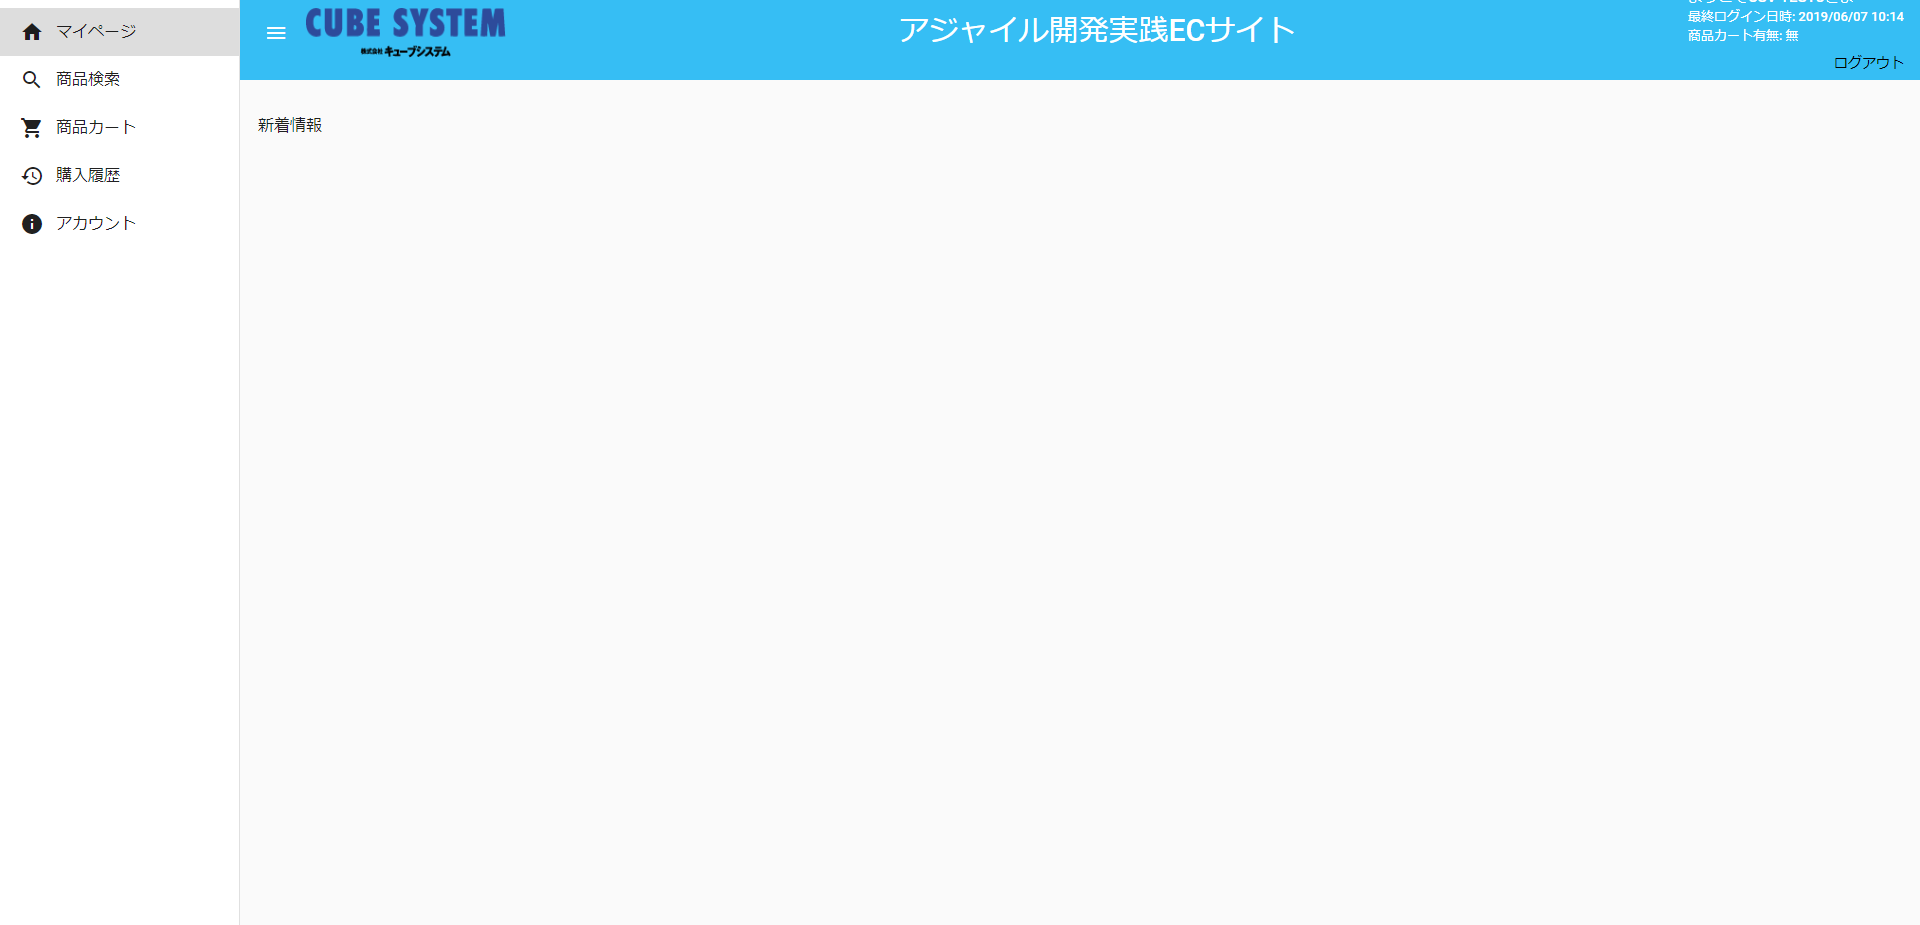 マイページ
商品検索
商品カート
購入履歴
アカウント
CUBE SYSTEM
株式会社 キューブシステム
アジャイル開発実践ECサイト
最終ログイン日時: 2019/06/07 10:14
商品カート有無: 無
ログアウト
新着情報